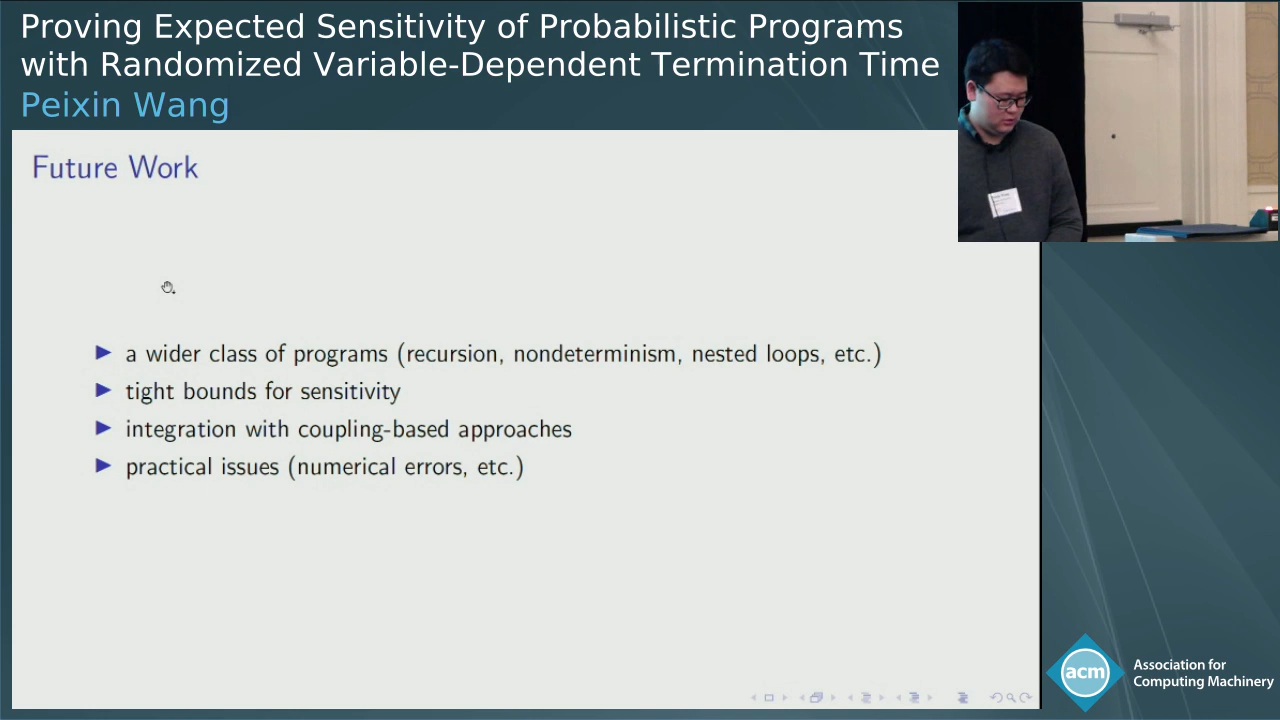 Proving Expected Sensitivity of Probabilistic Programs
with Randomized Variable-Dependent Termination Time
Peixin Wang
Future Work
a wider class of programs (recursion, nondeterminism, nested loops, etc.)
tight bounds for sensitivity
integration with coupling-based approaches
practical issues (numerical errors, etc.)
acm
Association for
Computing Machinery